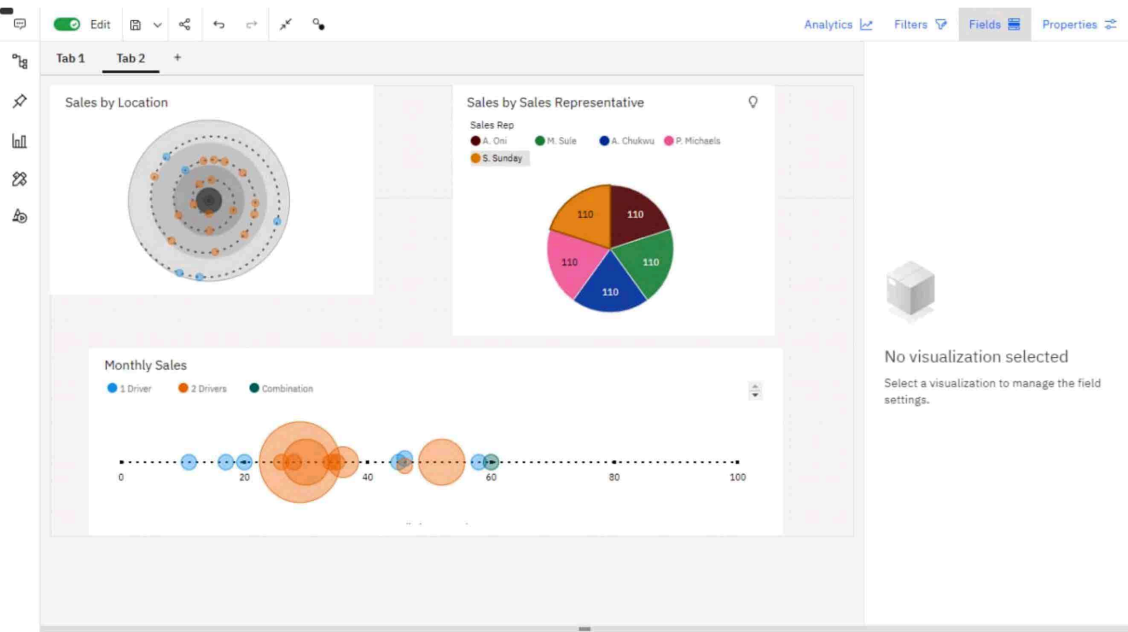 Edit
Analytics Filters Fields Properties
Tab 1 Tab 2 +
Sales by Location
Sales by Sales Representative
Sales Rep
A. Oni M. Sule A. Chukwu P. Michaels
S. Sunday
110 110
110 110
110
Monthly Sales
1 Driver 2 Drivers Combination
0 20 40 60 80 100
No visualization selected
Select a visualization to manage the field
settings.